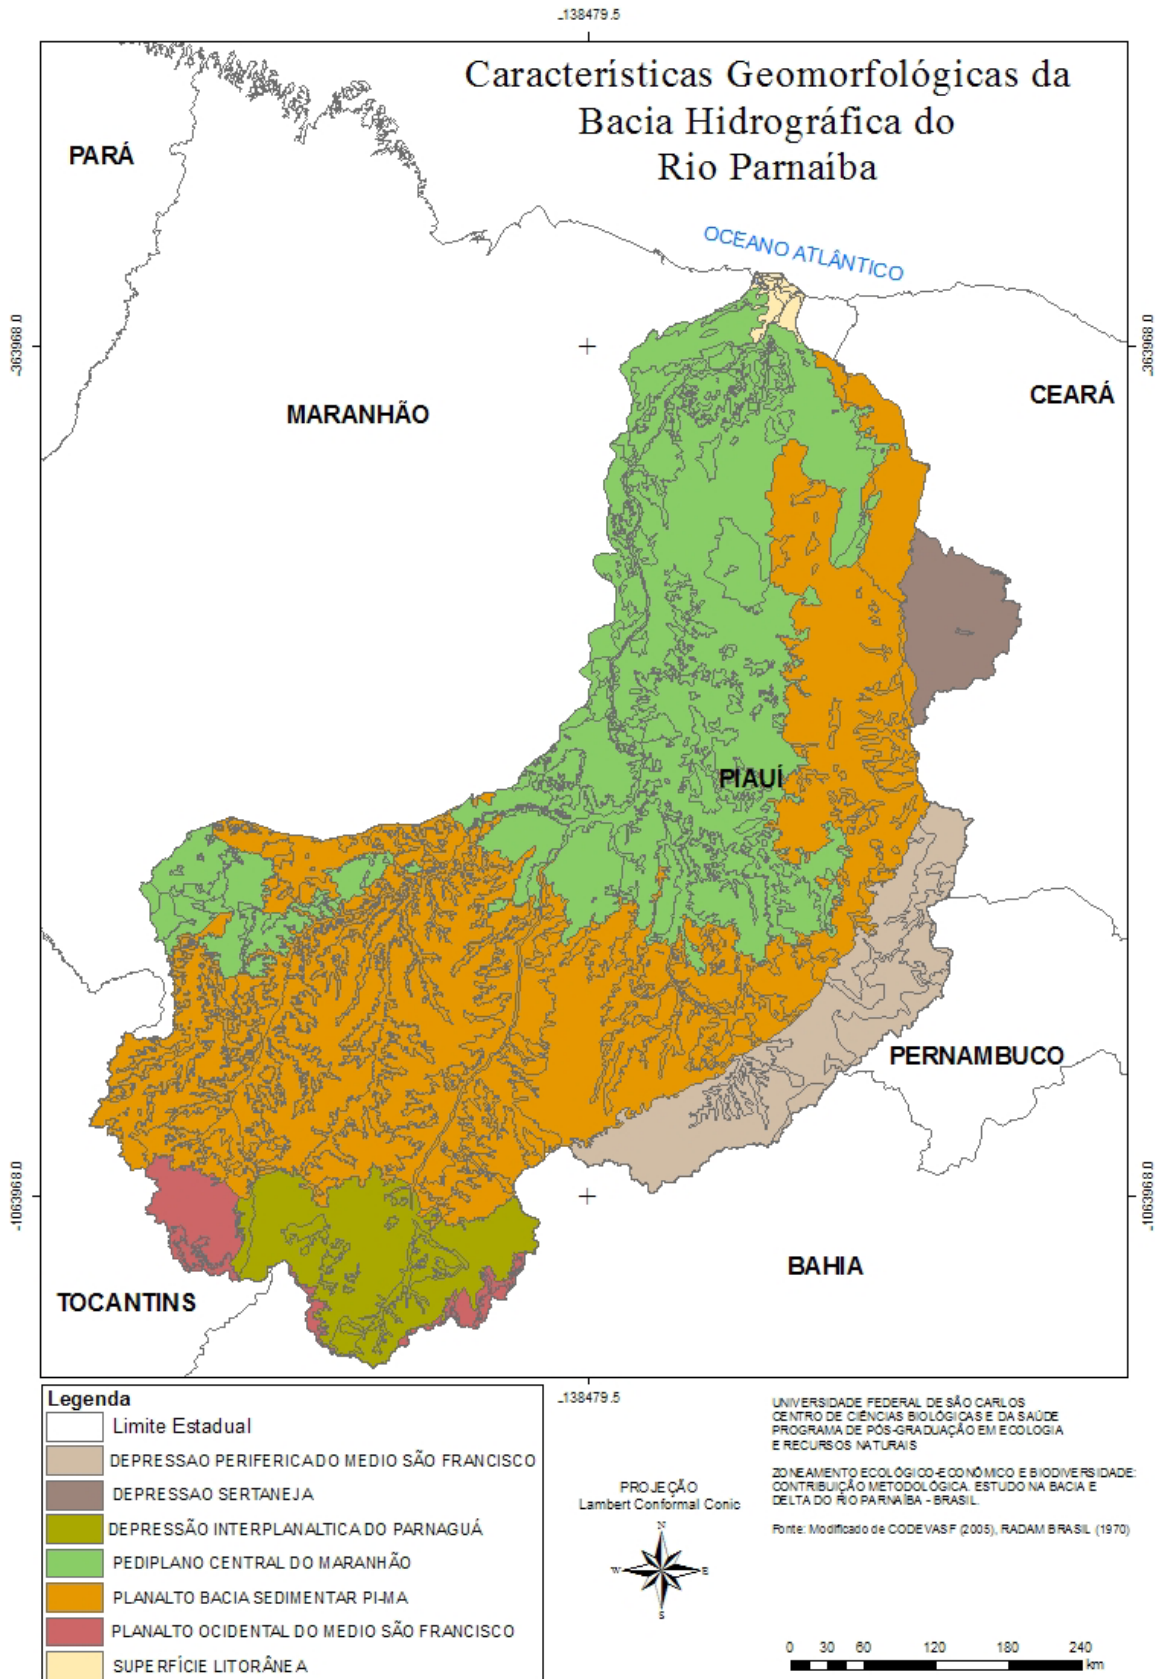 -138479.5
Características Geomorfológicas da
Bacia Hidrográfica do
Rio Parnaíba
PARÁ
OCEANO ATLÂNTICO
-363968.0
-363968.0
CEARÁ
MARANHÃO
PIAUÍ
PERNAMBUCO
-1063968.0
-1063968.0
BAHIA
TOCANTINS
-138479.5
Legenda
Limite Estadual
DEPRESSAO PERIFERICA DO MEDIO SÃO FRANCISCO
DEPRESSAO SERTANEJA
DEPRESSÃO INTERPLANALTICA DO PARNAGUÁ
PEDIPLANO CENTRAL DO MARANHÃO
PLANALTO BACIA SEDIMENTAR PI-MA
PLANALTO OCIDENTAL DO MEDIO SÃO FRANCISCO
SUPERFÍCIE LITORÂNEA
PROJEÇÃO
Lambert Conformal Conic
N
W E
S
UNIVERSIDADE FEDERAL DE SÃO CARLOS
CENTRO DE CIÊNCIAS BIOLÓGICAS E DA SAÚDE
PROGRAMA DE PÓS-GRADUAÇÃO EM ECOLOGIA
E RECURSOS NATURAIS
ZONEAMENTO ECOLÓGICO-ECONÔMICO E BIODIVERSIDADE:
CONTRIBUIÇÃO METODOLÓGICA. ESTUDO NA BACIA E
DELTA DO RIO PARNAÍBA - BRASIL.
Fonte: Modificado de CODEVASF (2005), RADAM BRASIL (1970)
0 30 60 120 180 240
km